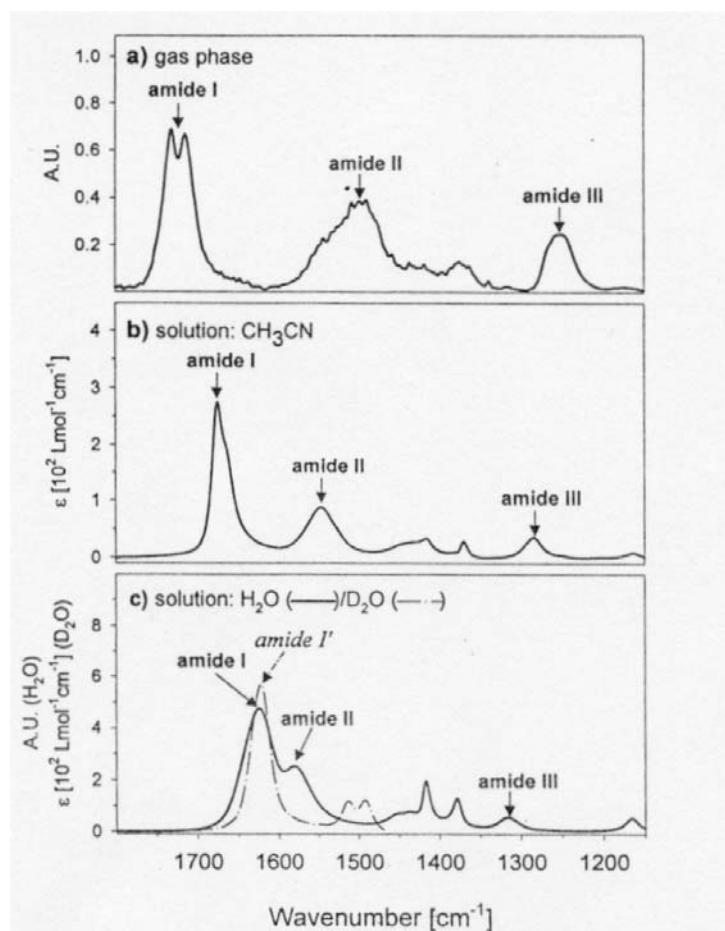 a) gas phase
amide I
amide II
amide III
A.U.
1.0
0.8
0.6
0.4
0.2
b) solution: CH₃CN
amide I
amide II
amide III
ε [10² Lmol⁻¹cm⁻¹]
4
3
2
1
0
c) solution: H₂O (——)/D₂O (—·—·)
amide I'
amide I
amide II
amide III
A.U. (H₂O)
ε [10² Lmol⁻¹cm⁻¹] (D₂O)
8
6
4
2
0
1700 1600 1500 1400 1300 1200
Wavenumber [cm⁻¹]